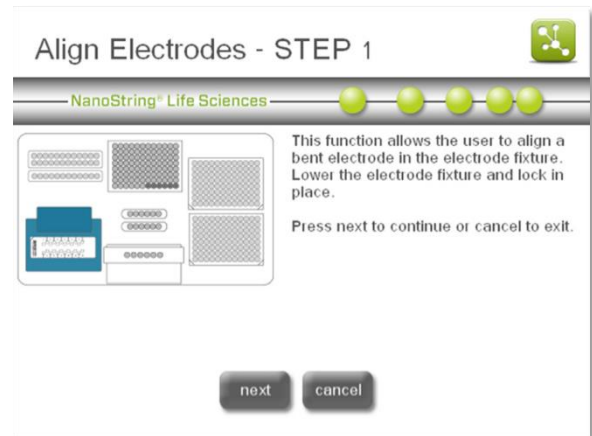 Align Electrodes - STEP 1
NanoString® Life Sciences
This function allows the user to align a
bent electrode in the electrode fixture.
Lower the electrode fixture and lock in
place.
Press next to continue or cancel to exit.
next
cancel